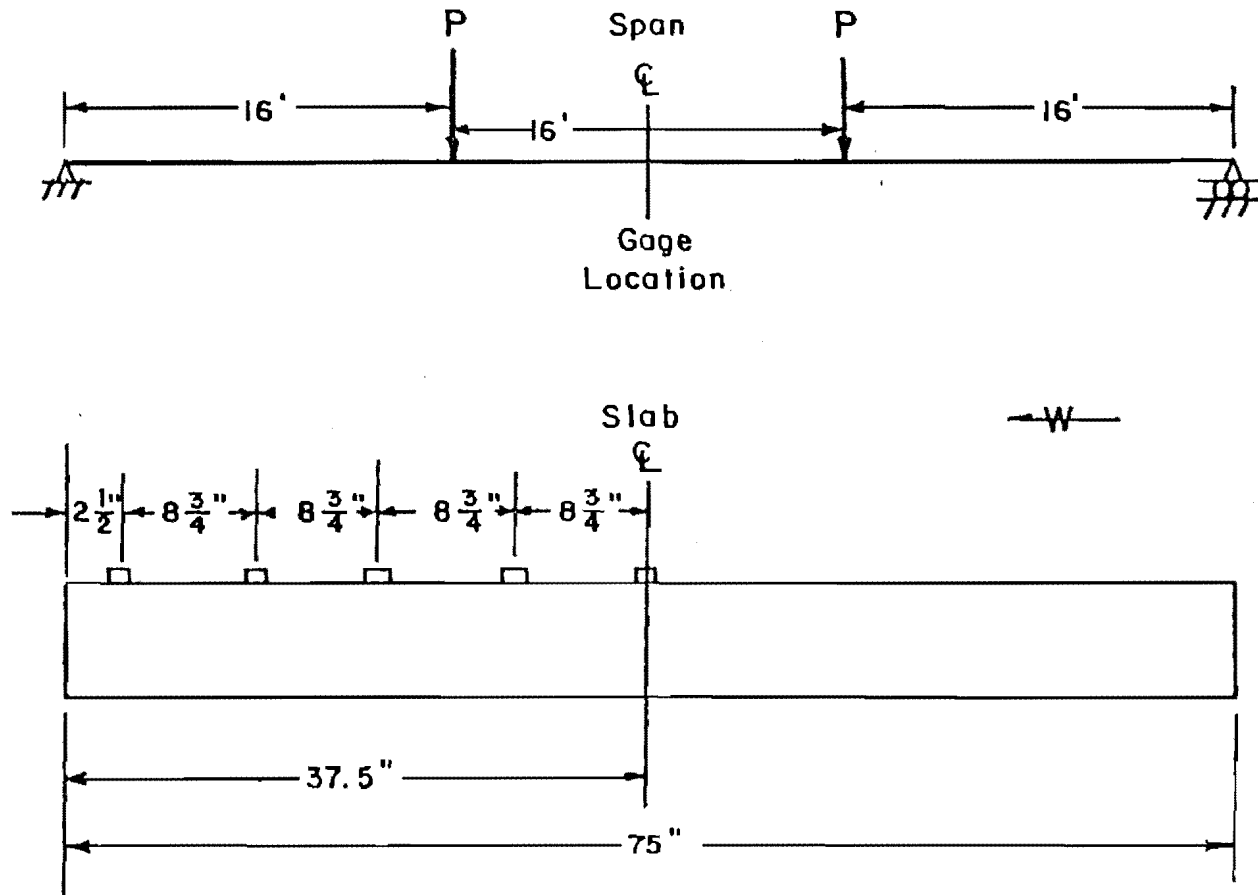 P Span P
℄
16' 16' 16'
Gage
Location
Slab
℄
W
2 1/2" 8 3/4" 8 3/4" 8 3/4" 8 3/4"
37.5"
75"